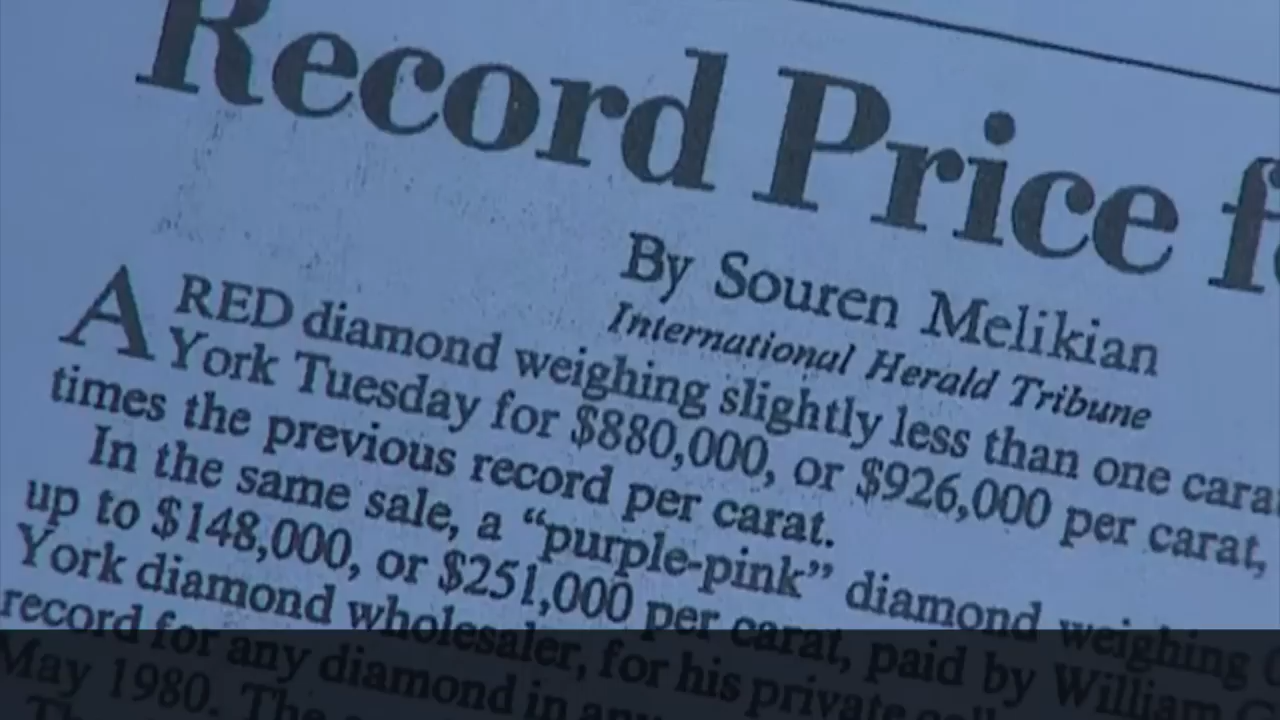 Record Price f
By Souren Melikian
International Herald Tribune
A RED diamond weighing slightly less than one cara
York Tuesday for $880,000, or $926,000 per carat,
times the previous record per carat.
In the same sale, a “purple-pink” diamond weighing
up to $148,000, or $251,000 per carat, paid by William
York diamond wholesaler, for his private
record for any diamond in any
May 1980. The